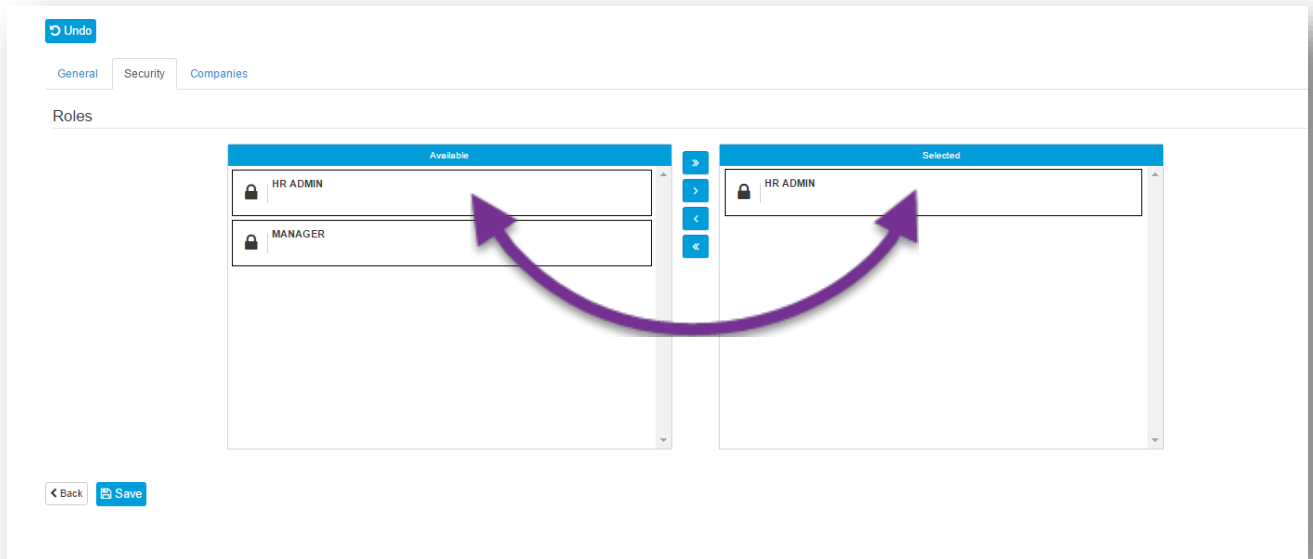 Undo
General Security Companies
Roles
Available
HR ADMIN
MANAGER
Selected
HR ADMIN
Back Save